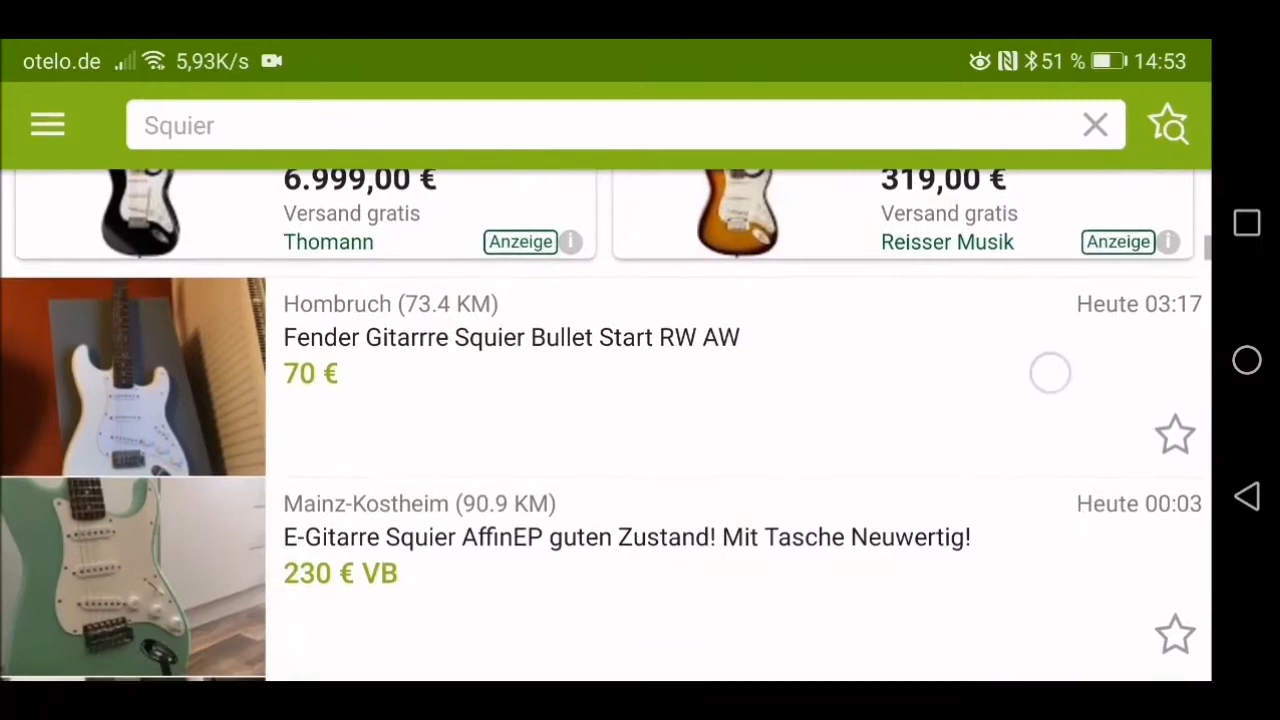 otelo.de 5,93K/s 51 % 14:53
Squier
6.999,00 €
Versand gratis
Thomann Anzeige i
319,00 €
Versand gratis
Reisser Musik Anzeige i
Hombruch (73.4 KM) Heute 03:17
Fender Gitarrre Squier Bullet Start RW AW
70 €
Mainz-Kostheim (90.9 KM) Heute 00:03
E-Gitarre Squier AffinEP guten Zustand! Mit Tasche Neuwertig!
230 € VB